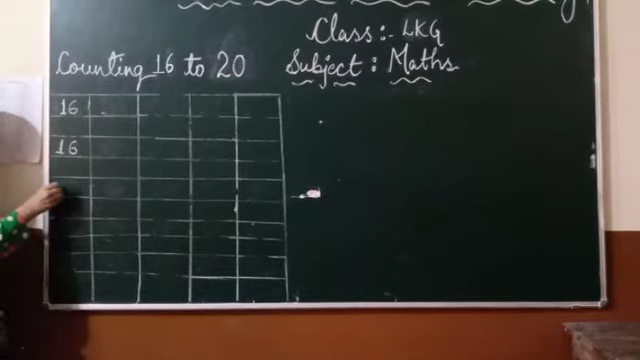 Class :- LKG
Counting 16 to 20
Subject : Maths
16
16